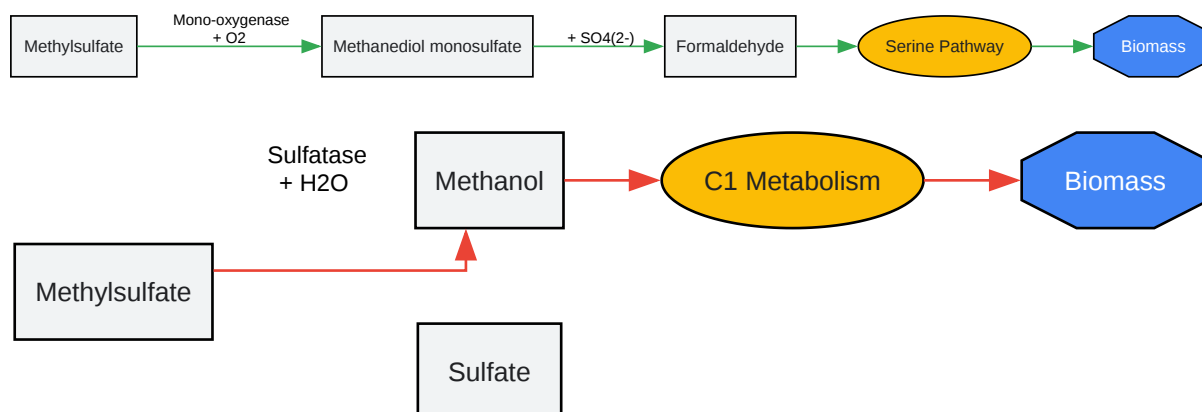 Mono-oxygenase
+ O2
+ SO4(2-)
Methylsulfate
Methanediol monosulfate
Formaldehyde
Serine Pathway
Biomass
Sulfatase
+ H2O
Methanol
C1 Metabolism
Biomass
Methylsulfate
Sulfate